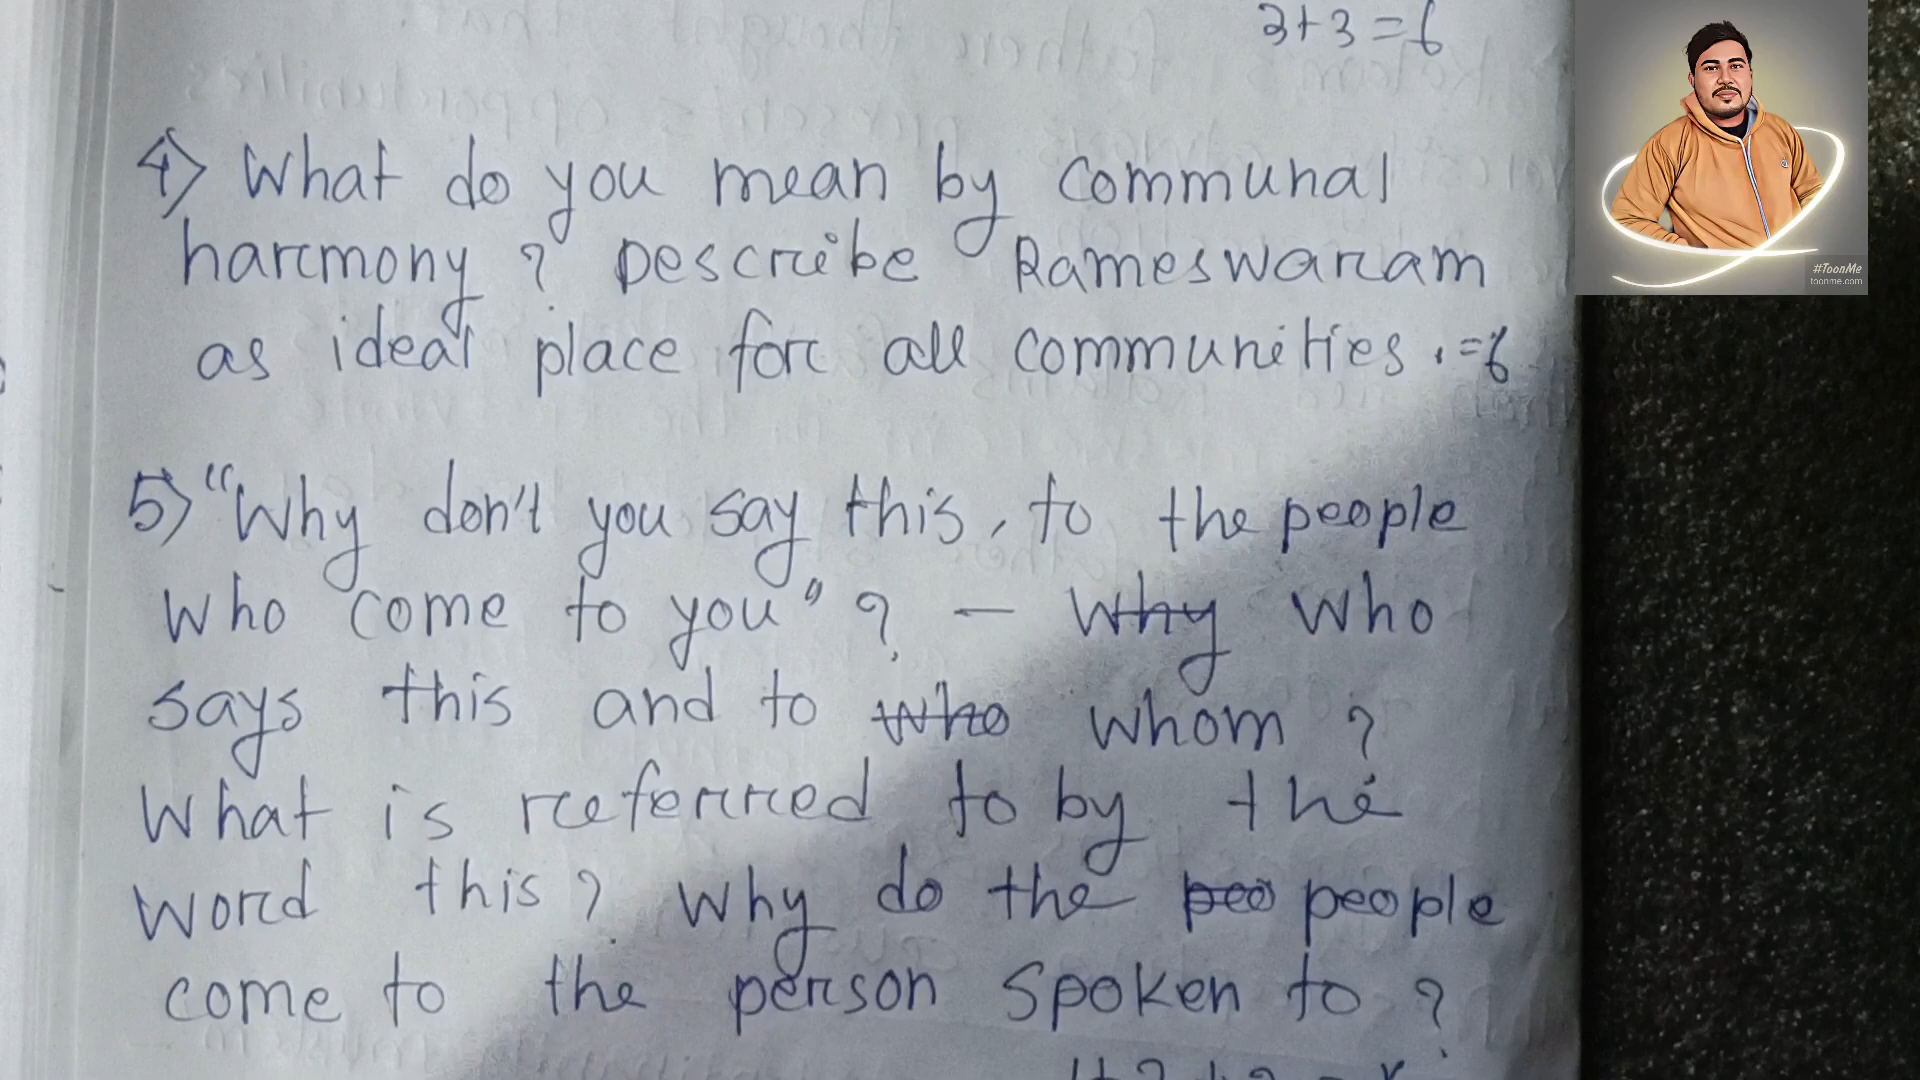 3+3=6
4) What do you mean by communal
harmony? Describe Rameswaram
as ideal place for all communities. =6
5) "Why don't you say this, to the people
who come to you"? — Why who
says this and to who whom?
What is referred to by the
word this? Why do the peo people
come to the person spoken to?
#ToonMe
toonme.com